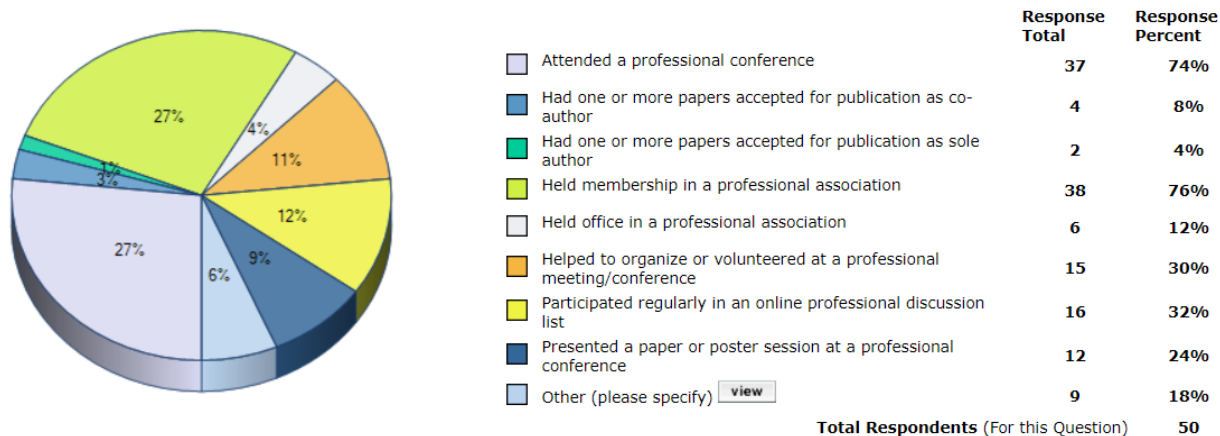 Response Total
Response Percent
Attended a professional conference 37 74%
Had one or more papers accepted for publication as co-
author 4 8%
Had one or more papers accepted for publication as sole
author 2 4%
Held membership in a professional association 38 76%
Held office in a professional association 6 12%
Helped to organize or volunteered at a professional
meeting/conference 15 30%
Participated regularly in an online professional discussion
list 16 32%
Presented a paper or poster session at a professional
conference 12 24%
Other (please specify) view 9 18%
Total Respondents (For this Question) 50
27%
4%
11%
1%
3%
12%
27%
6%
9%